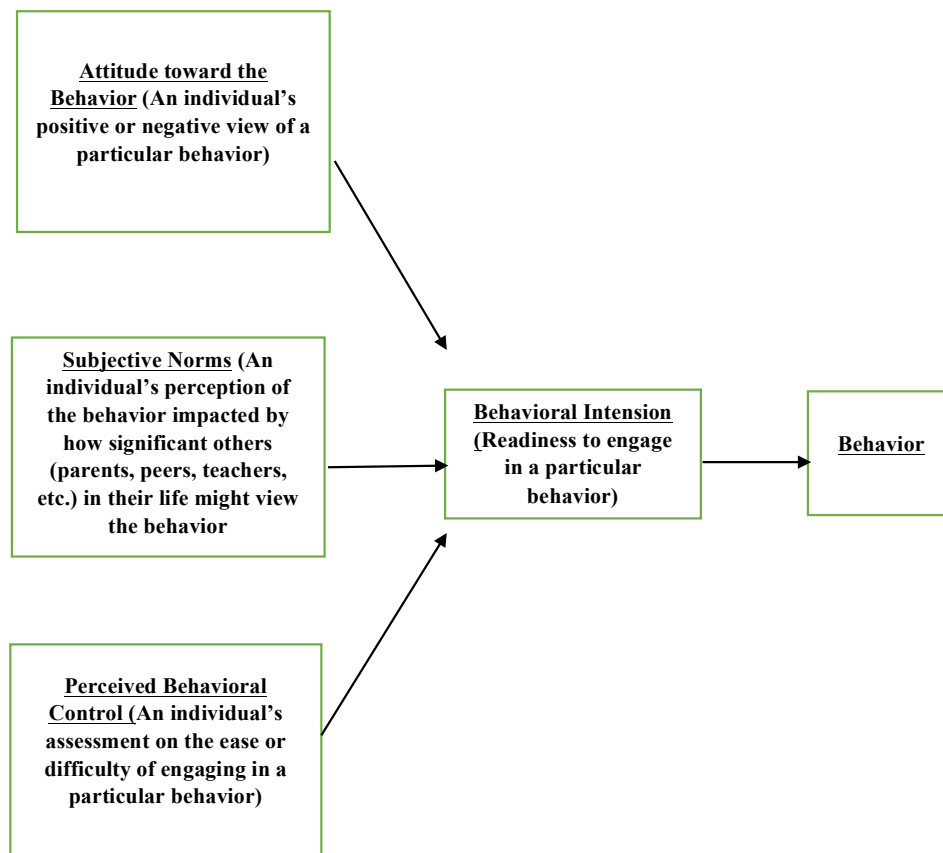 Attitude toward the
Behavior (An individual's
positive or negative view of a
particular behavior)
Subjective Norms (An
individual's perception of
the behavior impacted by
how significant others
(parents, peers, teachers,
etc.) in their life might view
the behavior
Behavioral Intension
(Readiness to engage
in a particular
behavior)
Behavior
Perceived Behavioral
Control (An individual's
assessment on the ease or
difficulty of engaging in a
particular behavior)